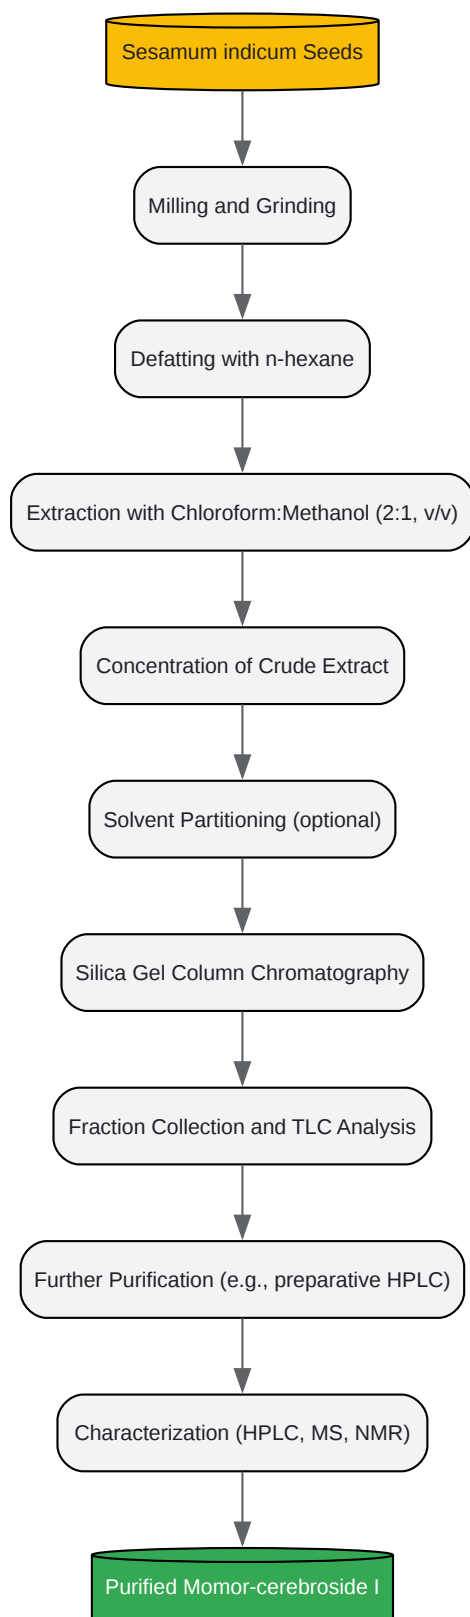 Sesamum indicum Seeds
Milling and Grinding
Defatting with n-hexane
Extraction with Chloroform:Methanol (2:1, v/v)
Concentration of Crude Extract
Solvent Partitioning (optional)
Silica Gel Column Chromatography
Fraction Collection and TLC Analysis
Further Purification (e.g., preparative HPLC)
Characterization (HPLC, MS, NMR)
Purified Momor-cerebroside I